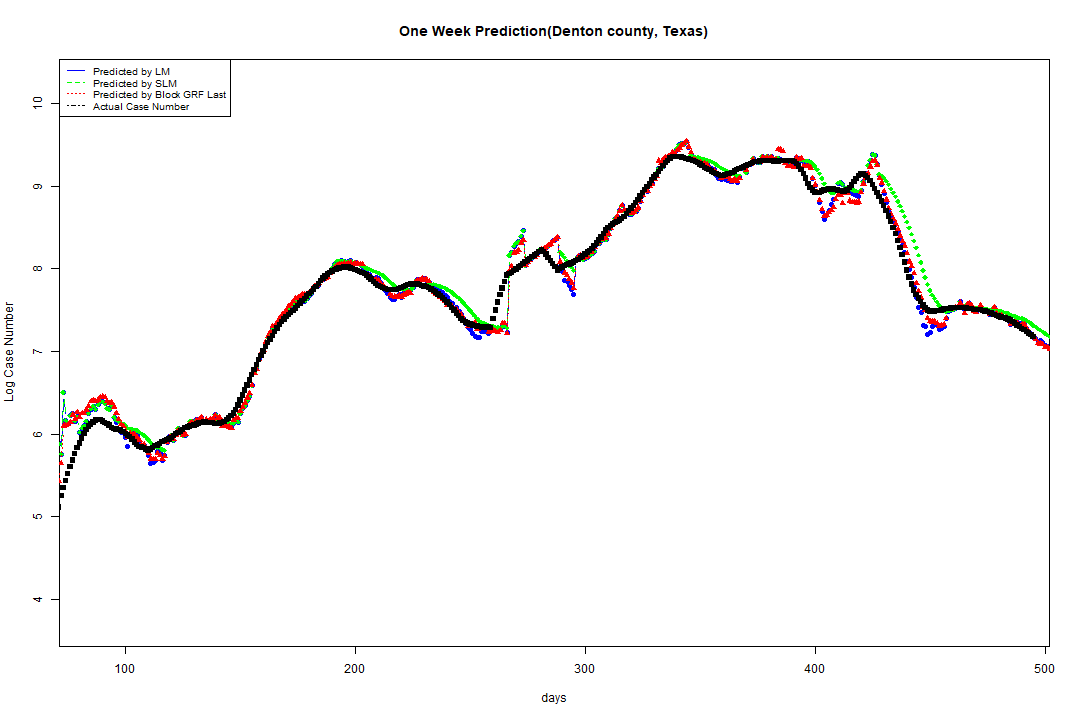 One Week Prediction(Denton county, Texas)
Predicted by LM
Predicted by SLM
Predicted by Block GRF Last
Actual Case Number
10
9
8
7
6
5
4
Log Case Number
100 200 300 400 500
days